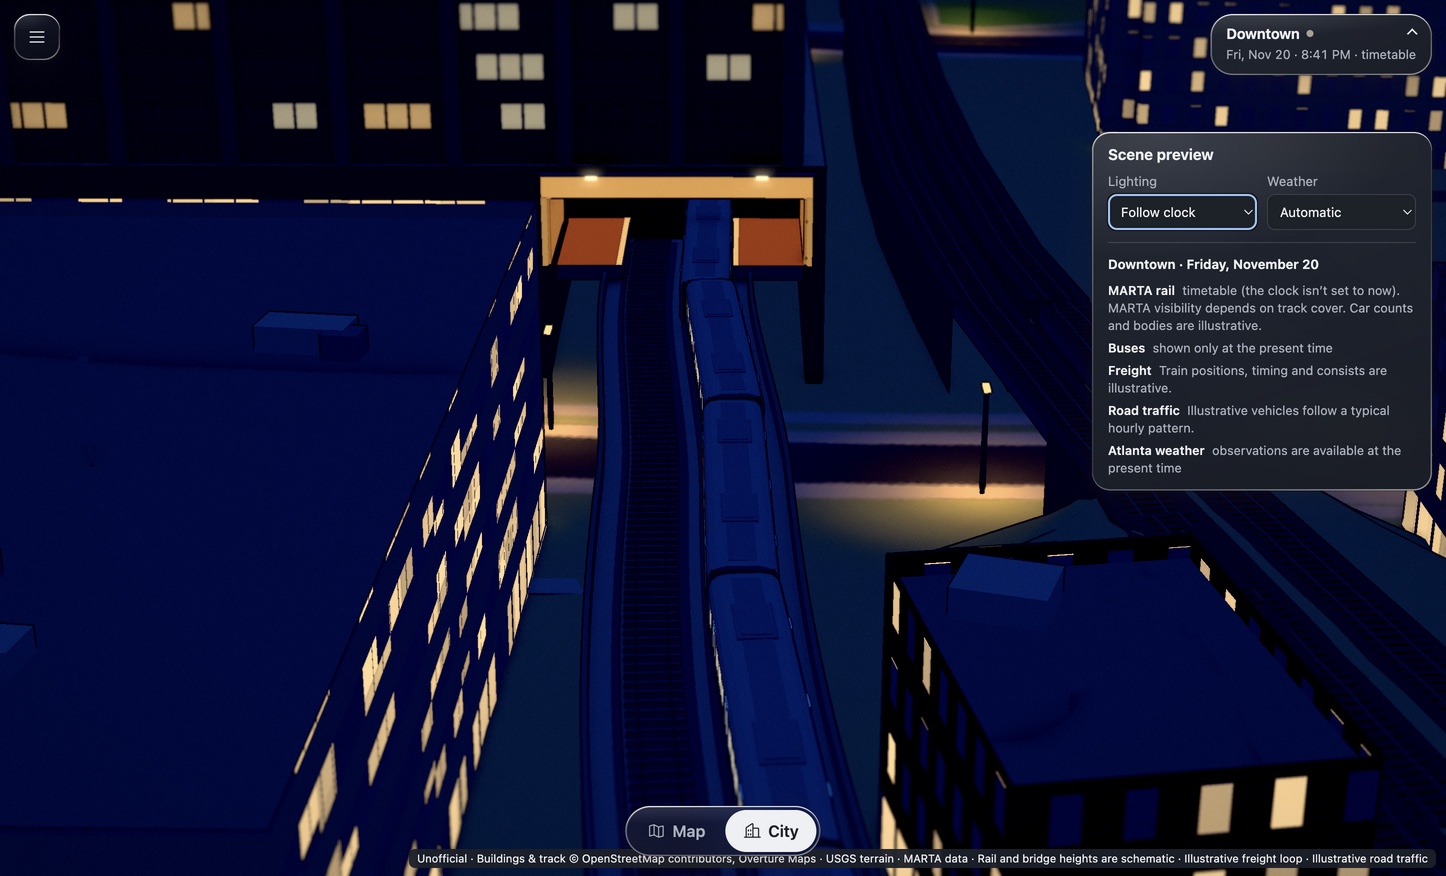 Downtown
Fri, Nov 20 · 8:41 PM · timetable
Scene preview
Lighting
Weather
Follow clock
Automatic
Downtown · Friday, November 20
MARTA rail timetable (the clock isn’t set to now).
MARTA visibility depends on track cover. Car counts
and bodies are illustrative.
Buses shown only at the present time
Freight Train positions, timing and consists are
illustrative.
Road traffic Illustrative vehicles follow a typical
hourly pattern.
Atlanta weather observations are available at the
present time
Map
City
Unofficial · Buildings & track © OpenStreetMap contributors, Overture Maps · USGS terrain · MARTA data · Rail and bridge heights are schematic · Illustrative freight loop · Illustrative road traffic